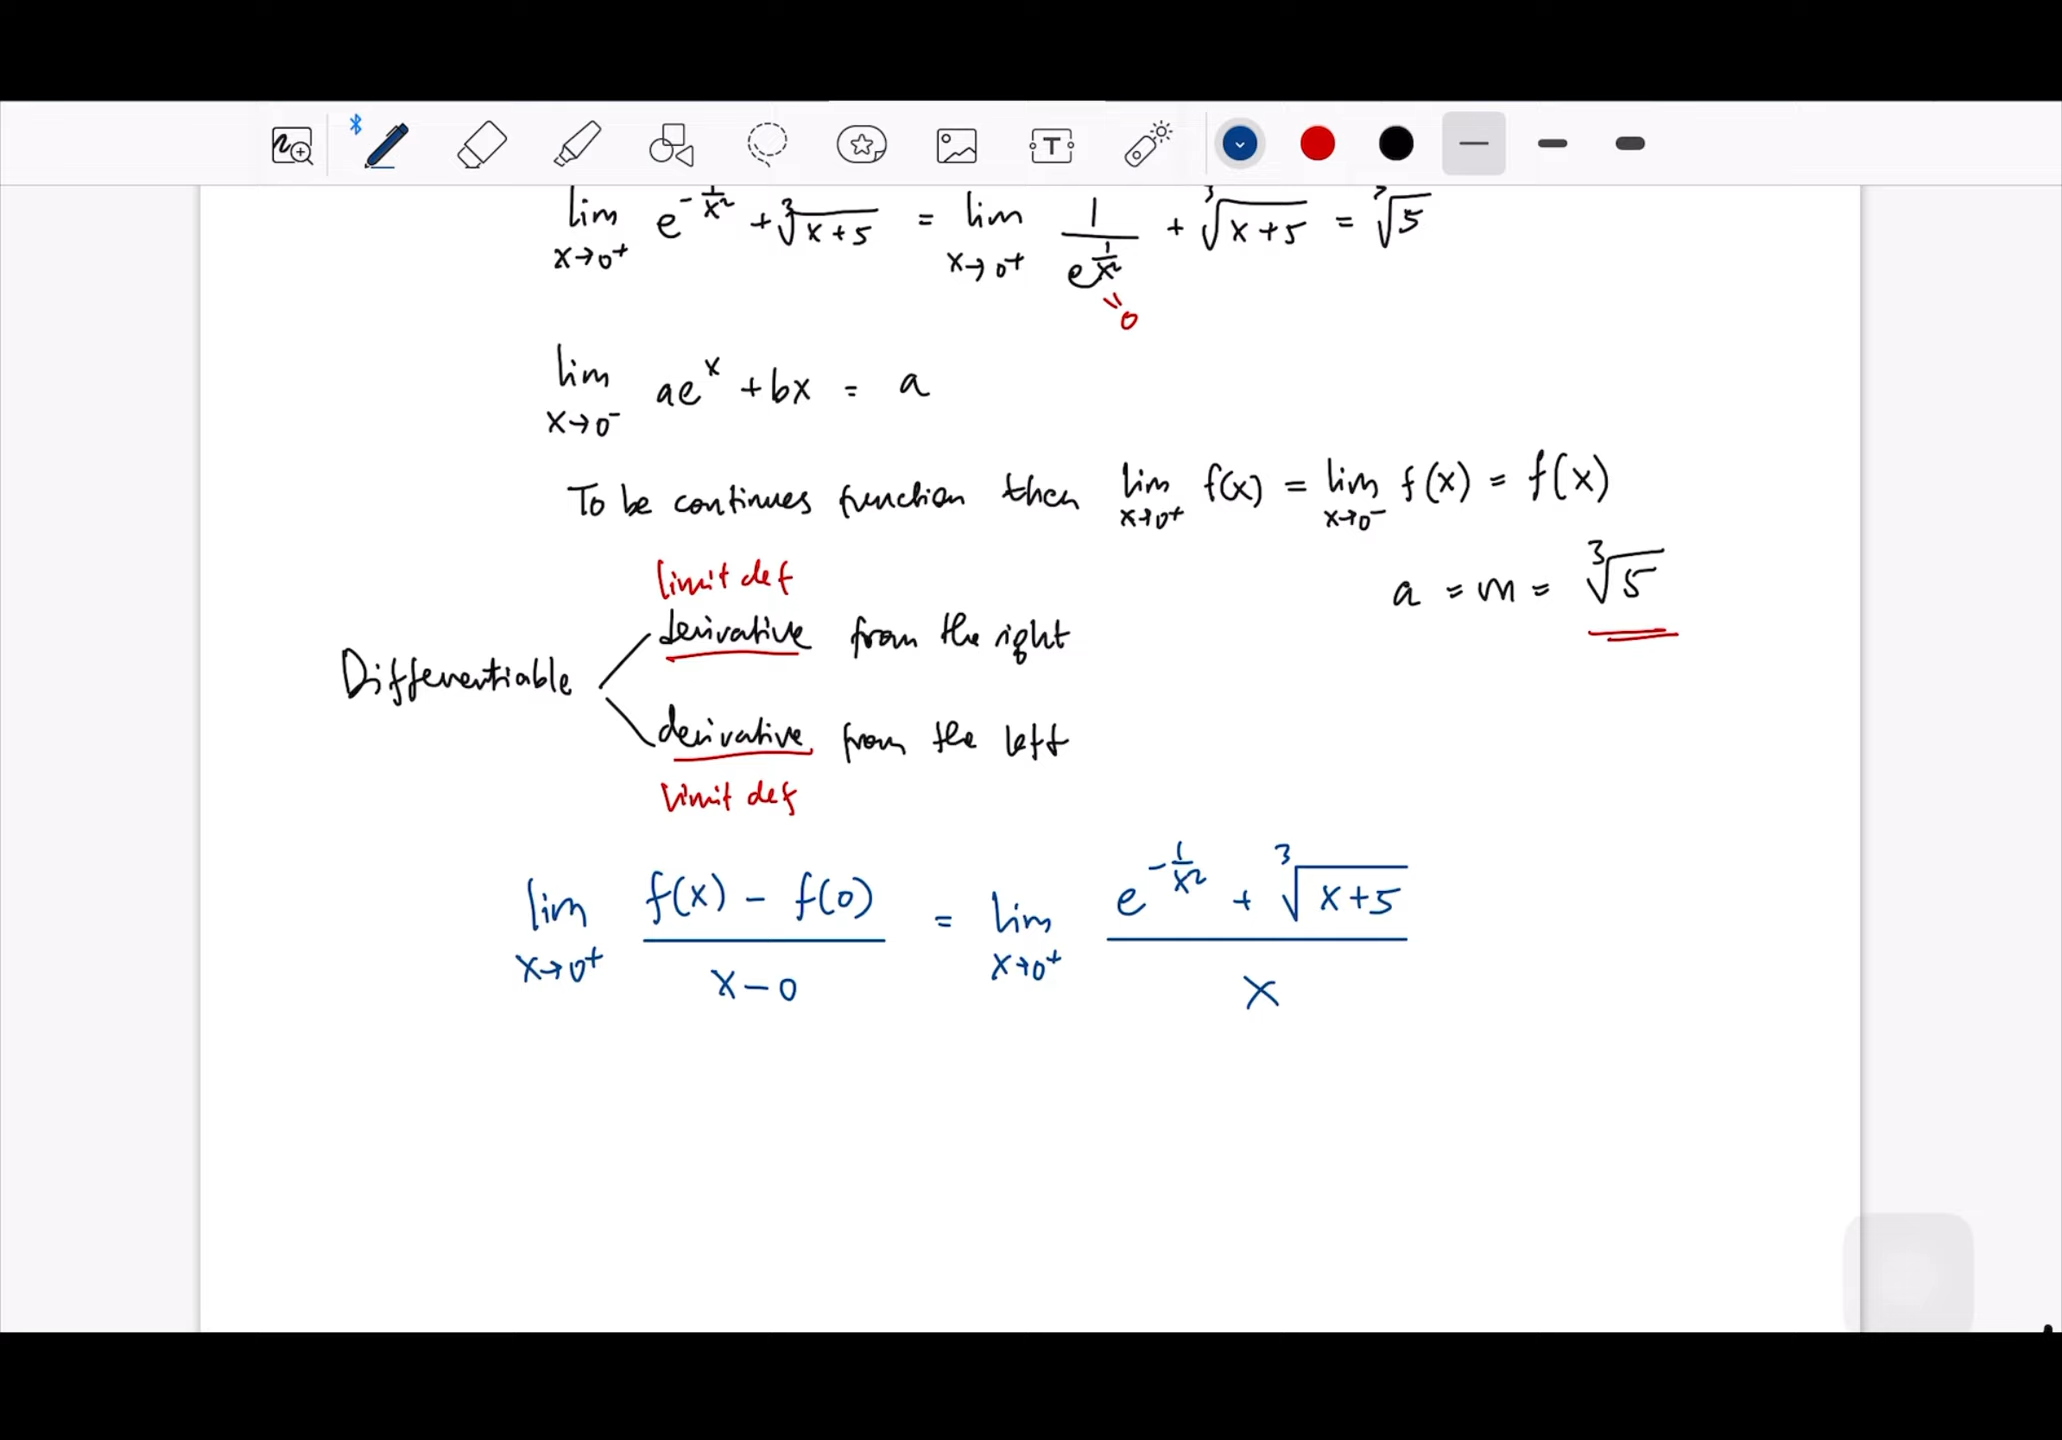 lim x→0⁺ e^(-1/x²) + ∛(x+5) = lim x→0⁺ 1/e^(1/x²) + ∛(x+5) = ∛5
= 0
lim x→0⁻ ae^x + bx = a
To be continues function then lim x→0⁺ f(x) = lim x→0⁻ f(x) = f(x)
a = m = ∛5
limit def
derivative from the right
Differentiable
derivative from the left
limit def
lim x→0⁺ (f(x) - f(0))/(x-0) = lim x→0⁺ (e^(-1/x²) + ∛(x+5))/x